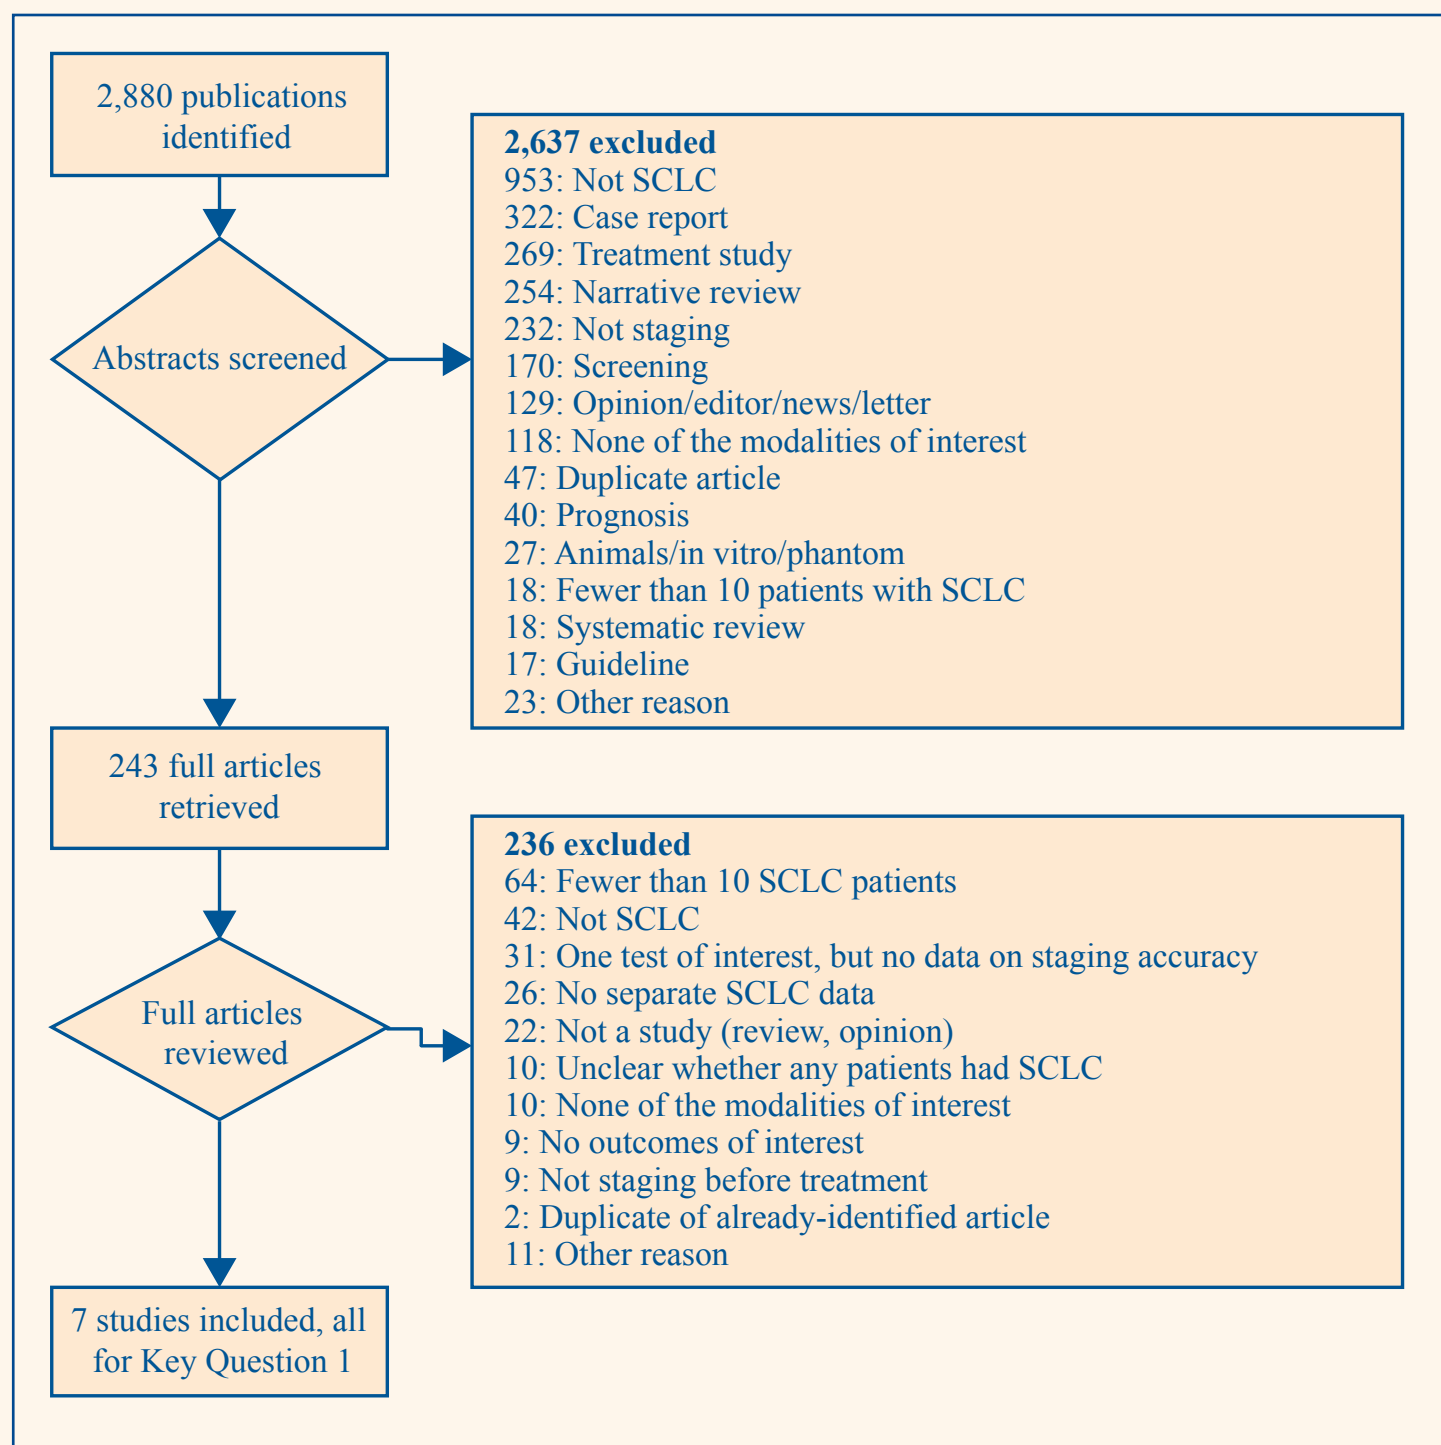 2,880 publications
identified
2,637 excluded
953: Not SCLC
322: Case report
269: Treatment study
254: Narrative review
232: Not staging
170: Screening
129: Opinion/editor/news/letter
118: None of the modalities of interest
47: Duplicate article
40: Prognosis
27: Animals/in vitro/phantom
18: Fewer than 10 patients with SCLC
18: Systematic review
17: Guideline
23: Other reason
Abstracts screened
243 full articles
retrieved
236 excluded
64: Fewer than 10 SCLC patients
42: Not SCLC
31: One test of interest, but no data on staging accuracy
26: No separate SCLC data
22: Not a study (review, opinion)
10: Unclear whether any patients had SCLC
10: None of the modalities of interest
9: No outcomes of interest
9: Not staging before treatment
2: Duplicate of already-identified article
11: Other reason
Full articles
reviewed
7 studies included, all
for Key Question 1